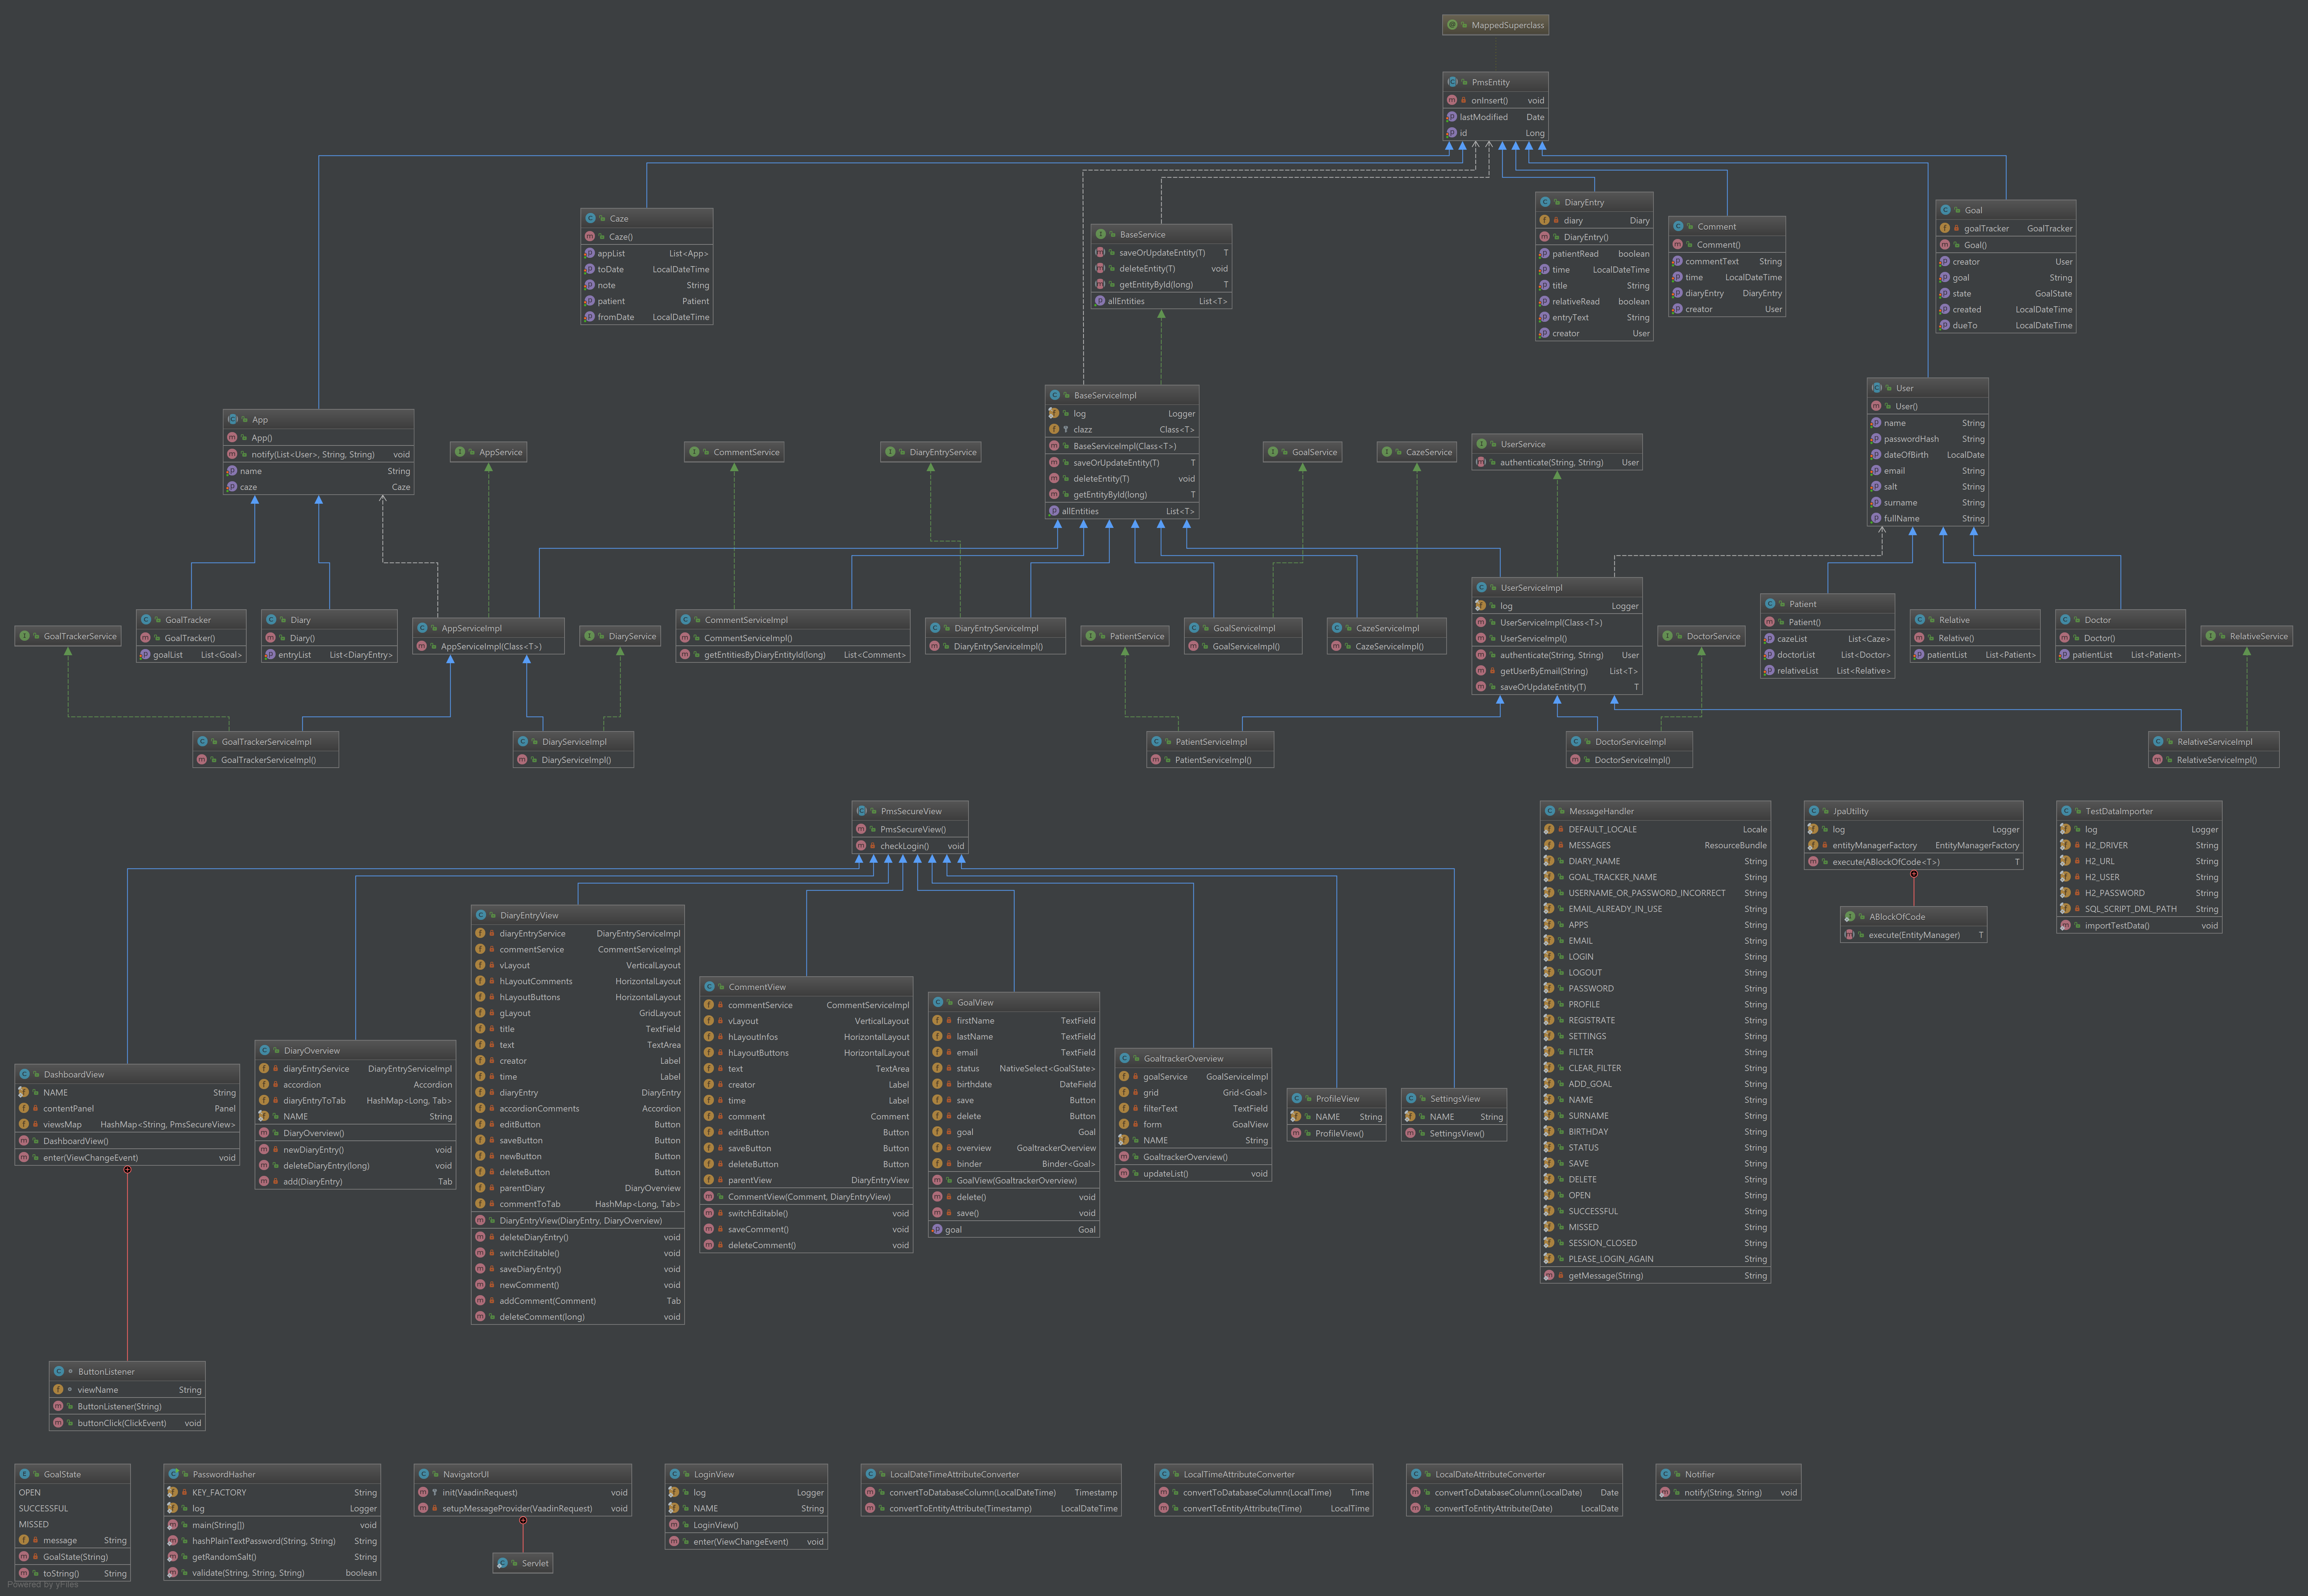 MappedSuperclass
PmsEntity
onInsert() void
lastModified Date
id Long
Caze
Caze()
appList List<App>
toDate LocalDateTime
note String
patient Patient
fromDate LocalDateTime
BaseService
saveOrUpdateEntity(T) T
deleteEntity(T) void
getEntityById(long) T
allEntities List<T>
DiaryEntry
diary Diary
DiaryEntry()
patientRead boolean
time LocalDateTime
title String
relativeRead boolean
entryText String
creator User
Comment
Comment()
commentText String
time LocalDateTime
diaryEntry DiaryEntry
creator User
Goal
goalTracker GoalTracker
Goal()
creator User
goal String
state GoalState
created LocalDateTime
dueTo LocalDateTime
App
App()
notify(List<User>, String, String) void
name String
caze Caze
AppService
CommentService
DiaryEntryService
BaseServiceImpl
log Logger
clazz Class<T>
BaseServiceImpl(Class<T>)
saveOrUpdateEntity(T) T
deleteEntity(T) void
getEntityById(long) T
allEntities List<T>
GoalService
CazeService
UserService
authenticate(String, String) User
User
User()
name String
passwordHash String
dateOfBirth LocalDate
email String
salt String
surname String
fullName String
GoalTrackerService
GoalTracker
GoalTracker()
goalList List<Goal>
Diary
Diary()
entryList List<DiaryEntry>
AppServiceImpl
AppServiceImpl(Class<T>)
DiaryService
CommentServiceImpl
CommentServiceImpl()
getEntitiesByDiaryEntityId(long) List<Comment>
DiaryEntryServiceImpl
DiaryEntryServiceImpl()
PatientService
GoalServiceImpl
GoalServiceImpl()
CazeServiceImpl
CazeServiceImpl()
UserServiceImpl
log Logger
UserServiceImpl(Class<T>)
UserServiceImpl()
authenticate(String, String) User
getUserByEmail(String) List<T>
saveOrUpdateEntity(T) T
DoctorService
Patient
Patient()
cazeList List<Caze>
doctorList List<Doctor>
relativeList List<Relative>
Relative
Relative()
patientList List<Patient>
Doctor
Doctor()
patientList List<Patient>
RelativeService
GoalTrackerServiceImpl
GoalTrackerServiceImpl()
DiaryServiceImpl
DiaryServiceImpl()
PatientServiceImpl
PatientServiceImpl()
DoctorServiceImpl
DoctorServiceImpl()
RelativeServiceImpl
RelativeServiceImpl()
PmsSecureView
PmsSecureView()
checkLogin() void
MessageHandler
DEFAULT_LOCALE Locale
MESSAGES ResourceBundle
DIARY_NAME String
GOAL_TRACKER_NAME String
USERNAME_OR_PASSWORD_INCORRECT String
EMAIL_ALREADY_IN_USE String
APPS String
EMAIL String
LOGIN String
LOGOUT String
PASSWORD String
PROFILE String
REGISTRATE String
SETTINGS String
FILTER String
CLEAR_FILTER String
ADD_GOAL String
NAME String
SURNAME String
BIRTHDAY String
STATUS String
SAVE String
DELETE String
OPEN String
SUCCESSFUL String
MISSED String
SESSION_CLOSED String
PLEASE_LOGIN_AGAIN String
getMessage(String) String
JpaUtility
log Logger
entityManagerFactory EntityManagerFactory
execute(ABlockOfCode<T>) T
ABlockOfCode
execute(EntityManager) T
TestDataImporter
log Logger
H2_DRIVER String
H2_URL String
H2_USER String
H2_PASSWORD String
SQL_SCRIPT_DML_PATH String
importTestData() void
DashboardView
NAME String
contentPanel Panel
viewsMap HashMap<String, PmsSecureView>
DashboardView()
enter(ViewChangeEvent) void
DiaryOverview
diaryEntryService DiaryEntryServiceImpl
accordion Accordion
diaryEntryToTab HashMap<Long, Tab>
NAME String
DiaryOverview()
newDiaryEntry() void
deleteDiaryEntry(long) void
add(DiaryEntry) Tab
DiaryEntryView
diaryEntryService DiaryEntryServiceImpl
commentService CommentServiceImpl
vLayout VerticalLayout
hLayoutComments HorizontalLayout
hLayoutButtons HorizontalLayout
gLayout GridLayout
title TextField
text TextArea
creator Label
time Label
diaryEntry DiaryEntry
accordionComments Accordion
editButton Button
saveButton Button
newButton Button
deleteButton Button
parentDiary DiaryOverview
commentToTab HashMap<Long, Tab>
DiaryEntryView(DiaryEntry, DiaryOverview)
deleteDiaryEntry() void
switchEditable() void
saveDiaryEntry() void
newComment() void
addComment(Comment) Tab
deleteComment(long) void
CommentView
commentService CommentServiceImpl
vLayout VerticalLayout
hLayoutInfos HorizontalLayout
hLayoutButtons HorizontalLayout
text TextArea
creator Label
time Label
comment Comment
editButton Button
saveButton Button
deleteButton Button
parentView DiaryEntryView
CommentView(Comment, DiaryEntryView)
switchEditable() void
saveComment() void
deleteComment() void
GoalView
firstName TextField
lastName TextField
email TextField
status NativeSelect<GoalState>
birthdate DateField
save Button
delete Button
goal Goal
overview GoaltrackerOverview
binder Binder<Goal>
GoalView(GoaltrackerOverview)
delete() void
save() void
goal Goal
GoaltrackerOverview
goalService GoalServiceImpl
grid Grid<Goal>
filterText TextField
form GoalView
NAME String
GoaltrackerOverview()
updateList() void
ProfileView
NAME String
ProfileView()
SettingsView
NAME String
SettingsView()
ButtonListener
viewName String
ButtonListener(String)
buttonClick(ClickEvent) void
GoalState
OPEN
SUCCESSFUL
MISSED
message String
GoalState(String)
toString() String
PasswordHasher
KEY_FACTORY String
log Logger
main(String[]) void
hashPlainTextPassword(String, String) String
getRandomSalt() String
validate(String, String, String) boolean
NavigatorUI
init(VaadinRequest) void
setupMessageProvider(VaadinRequest) void
Servlet
LoginView
log Logger
NAME String
LoginView()
enter(ViewChangeEvent) void
LocalDateTimeAttributeConverter
convertToDatabaseColumn(LocalDateTime) Timestamp
convertToEntityAttribute(Timestamp) LocalDateTime
LocalTimeAttributeConverter
convertToDatabaseColumn(LocalTime) Time
convertToEntityAttribute(Time) LocalTime
LocalDateAttributeConverter
convertToDatabaseColumn(LocalDate) Date
convertToEntityAttribute(Date) LocalDate
Notifier
notify(String, String) void
Powered by yFiles